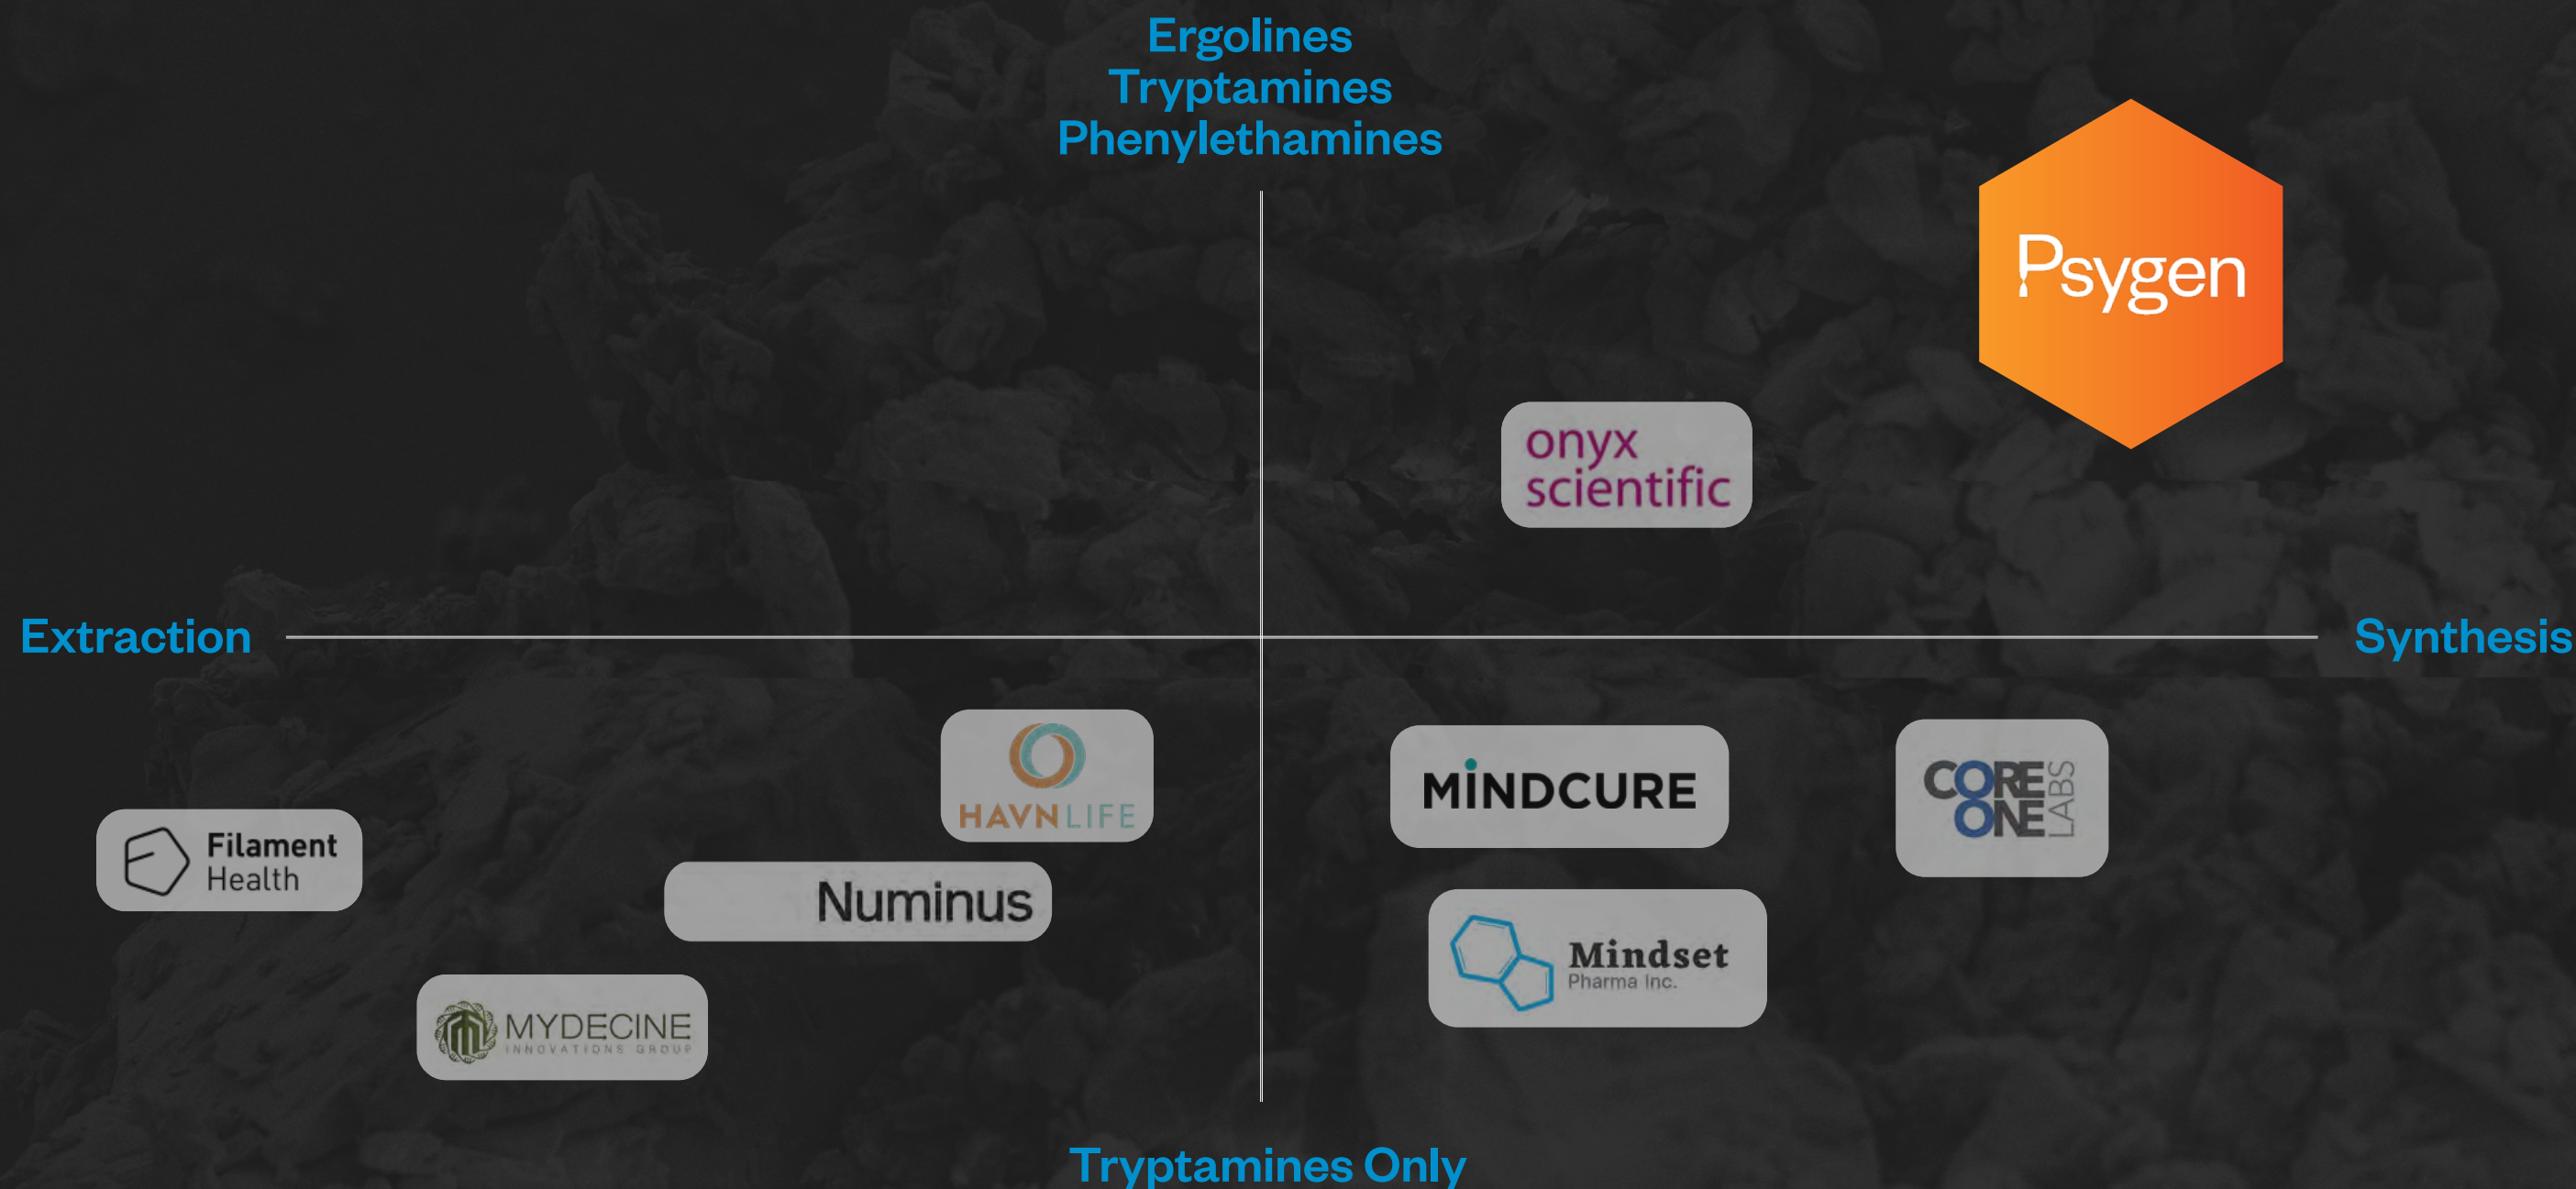 Ergolines
Tryptamines
Phenylethamines
Psygen
onyx
scientific
Extraction
Synthesis
HAVNLIFE
MINDCURE
CORE
ONE
LABS
Filament
Health
Numinus
Mindset
Pharma Inc.
MYDECINE
INNOVATIONS GROUP
Tryptamines Only